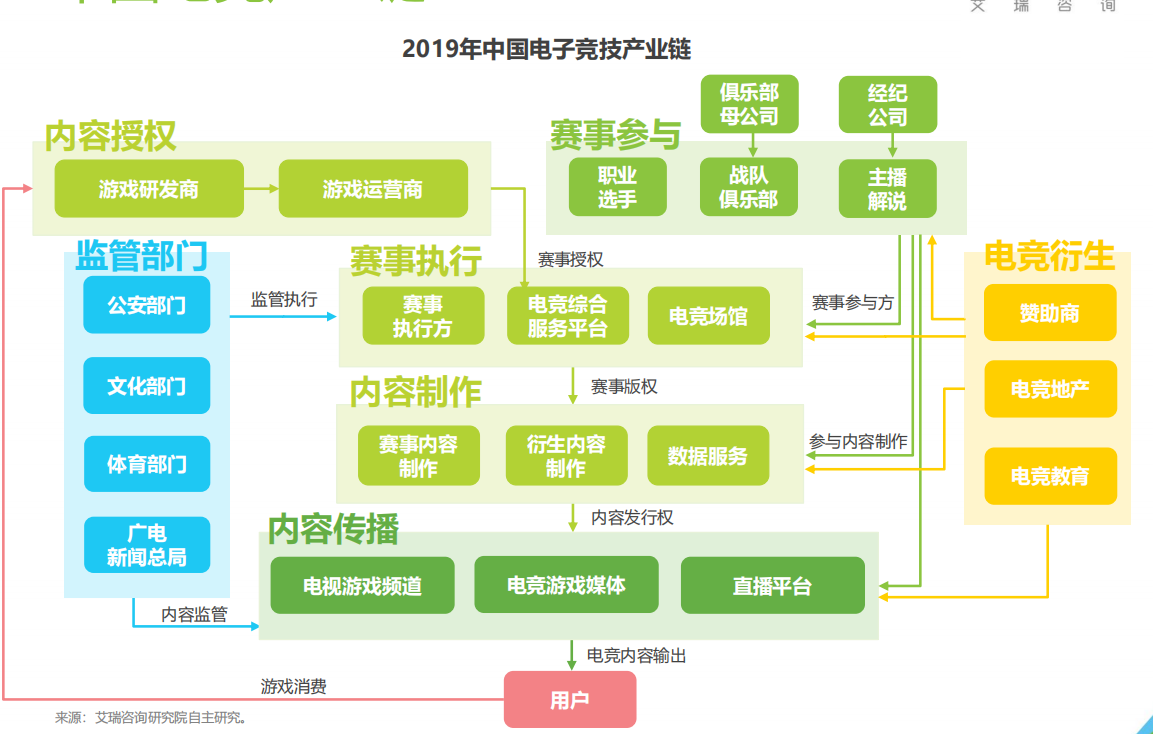 艾瑞咨询
2019年中国电子竞技产业链
俱乐部
母公司
经纪
公司
内容授权
赛事参与
游戏研发商
游戏运营商
职业
选手
战队
俱乐部
主播
解说
监管部门
赛事执行
赛事授权
电竞衍生
公安部门
监管执行
赛事
执行方
电竞综合
服务平台
电竞场馆
赛事参与方
赞助商
文化部门
内容制作
赛事版权
电竞地产
体育部门
赛事内容
制作
衍生内容
制作
数据服务
参与内容制作
电竞教育
广电
新闻总局
内容传播
内容发行权
电视游戏频道
电竞游戏媒体
直播平台
内容监管
电竞内容输出
游戏消费
用户
来源：艾瑞咨询研究院自主研究。